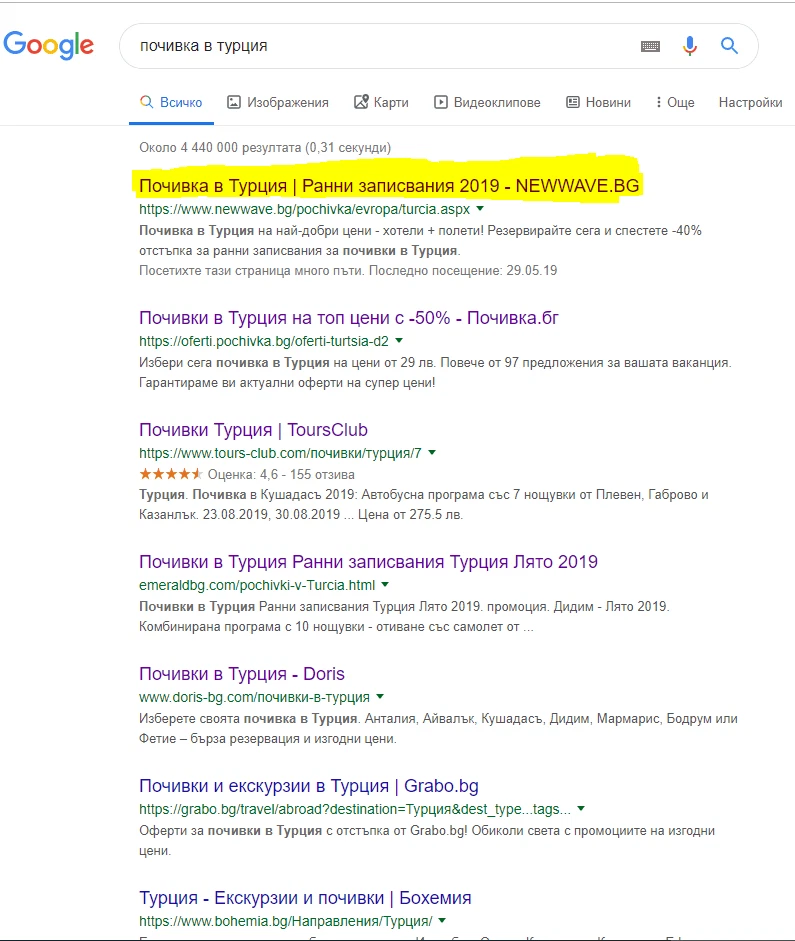 Google
почивка в турция
Всичко Изображения Карти Видеоклипове Новини Още Настройки
Около 4 440 000 резултата (0,31 секунди)
Почивка в Турция | Ранни записвания 2019 - NEWWAVE.BG
https://www.newwave.bg/pochivka/evropa/turcia.aspx
Почивка в Турция на най-добри цени - хотели + полети! Резервирайте сега и спестете -40%
отстъпка за ранни записвания за почивки в Турция.
Посетихте тази страница много пъти. Последно посещение: 29.05.19
Почивки в Турция на топ цени с -50% - Почивка.бг
https://oferti.pochivka.bg/oferti-turtsia-d2
Избери сега почивка в Турция на цени от 29 лв. Повече от 97 предложения за вашата ваканция.
Гарантираме ви актуални оферти на супер цени!
Почивки Турция | ToursClub
https://www.tours-club.com/почивки/турция/7
Оценка: 4,6 - 155 отзива
Турция. Почивка в Кушадасъ 2019: Автобусна програма със 7 нощувки от Плевен, Габрово и
Казанлък. 23.08.2019, 30.08.2019 ... Цена от 275.5 лв.
Почивки в Турция Ранни записвания Турция Лято 2019
emeraldbg.com/pochivki-v-Turcia.html
Почивки в Турция Ранни записвания Турция Лято 2019. промоция. Дидим - Лято 2019.
Комбинирана програма с 10 нощувки - отиване със самолет от ...
Почивки в Турция - Doris
www.doris-bg.com/почивки-в-турция
Изберете своята почивка в Турция. Анталия, Айвалък, Кушадасъ, Дидим, Мармарис, Бодрум или
Фетие – бърза резервация и изгодни цени.
Почивки и екскурзии в Турция | Grabo.bg
https://grabo.bg/travel/abroad?destination=Турция&dest_type...tags...
Оферти за почивки в Турция с отстъпка от Grabo.bg! Обиколи света с промоциите на изгодни
цени.
Турция - Екскурзии и почивки | Бохемия
https://www.bohemia.bg/Направления/Турция/